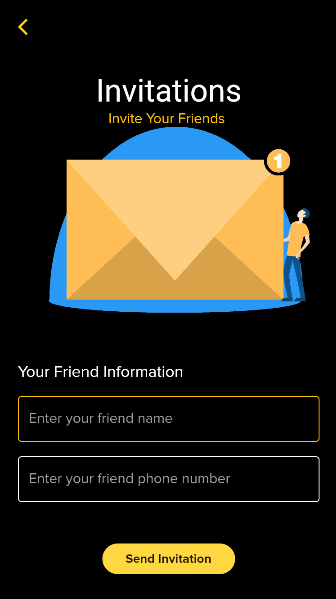 Invitations
Invite Your Friends
1
Your Friend Information
Enter your friend name
Enter your friend phone number
Send Invitation